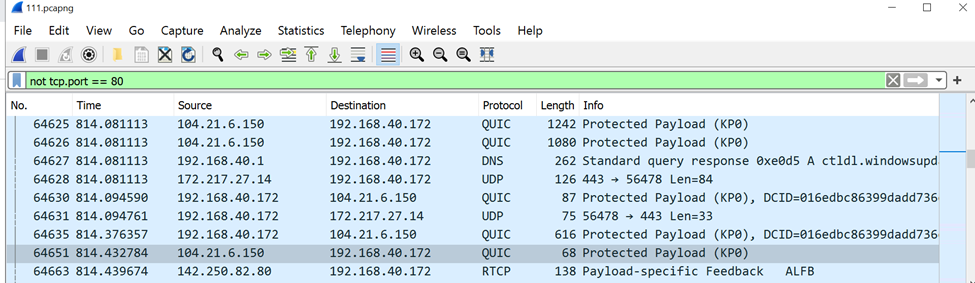 111.pcapng
File Edit View Go Capture Analyze Statistics Telephony Wireless Tools Help
not tcp.port == 80
No. Time Source Destination Protocol Length Info
64625 814.081113 104.21.6.150 192.168.40.172 QUIC 1242 Protected Payload (KP0)
64626 814.081113 104.21.6.150 192.168.40.172 QUIC 1080 Protected Payload (KP0)
64627 814.081113 192.168.40.1 192.168.40.172 DNS 262 Standard query response 0xe0d5 A ctldl.windowsupd
64628 814.081113 172.217.27.14 192.168.40.172 UDP 126 443 → 56478 Len=84
64630 814.094590 192.168.40.172 104.21.6.150 QUIC 87 Protected Payload (KP0), DCID=016edbc86399dadd736
64631 814.094761 192.168.40.172 172.217.27.14 UDP 75 56478 → 443 Len=33
64635 814.376357 192.168.40.172 104.21.6.150 QUIC 616 Protected Payload (KP0), DCID=016edbc86399dadd736
64651 814.432784 104.21.6.150 192.168.40.172 QUIC 68 Protected Payload (KP0)
64663 814.439674 142.250.82.80 192.168.40.172 RTCP 138 Payload-specific Feedback ALFB